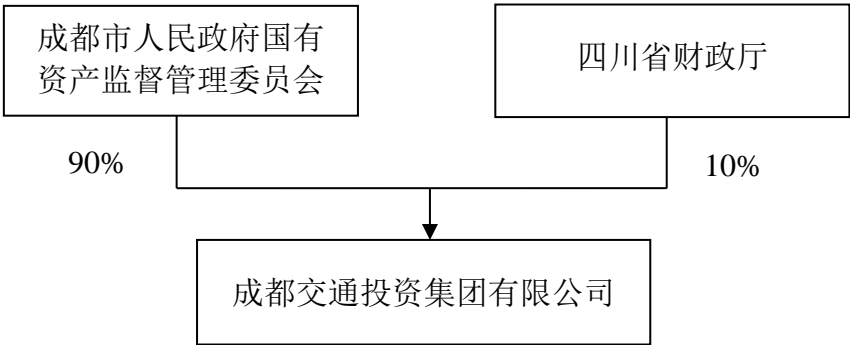 成都市人民政府国有
资产监督管理委员会
四川省财政厅
90%
10%
成都交通投资集团有限公司